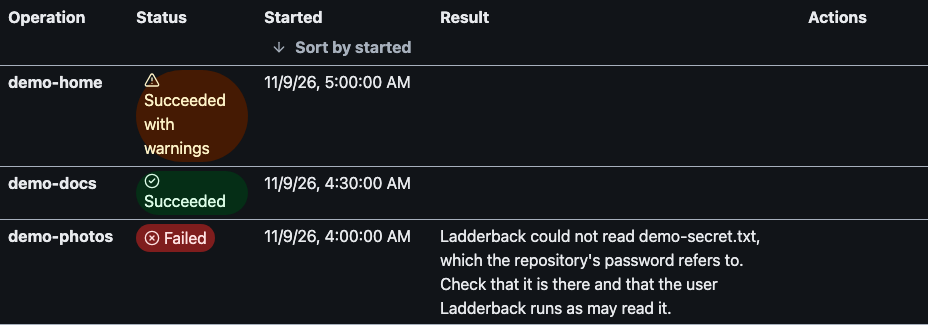 Operation Status Started Result Actions
Sort by started
demo-home Succeeded with warnings 11/9/26, 5:00:00 AM
demo-docs Succeeded 11/9/26, 4:30:00 AM
demo-photos Failed 11/9/26, 4:00:00 AM Ladderback could not read demo-secret.txt,
which the repository's password refers to.
Check that it is there and that the user
Ladderback runs as may read it.